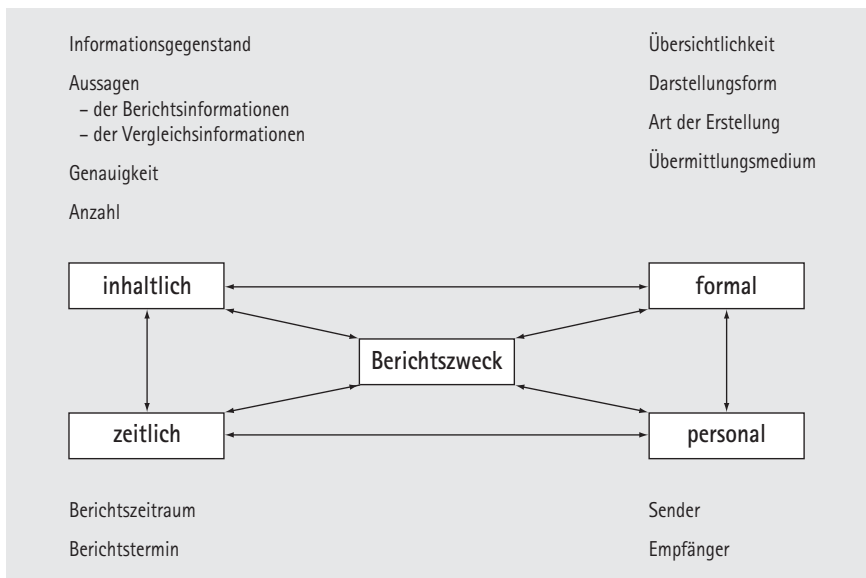 Informationsgegenstand
Aussagen
– der Berichtsinformationen
– der Vergleichsinformationen
Genauigkeit
Anzahl
Übersichtlichkeit
Darstellungsform
Art der Erstellung
Übermittlungsmedium
inhaltlich
formal
Berichtszweck
zeitlich
personal
Berichtszeitraum
Berichtstermin
Sender
Empfänger